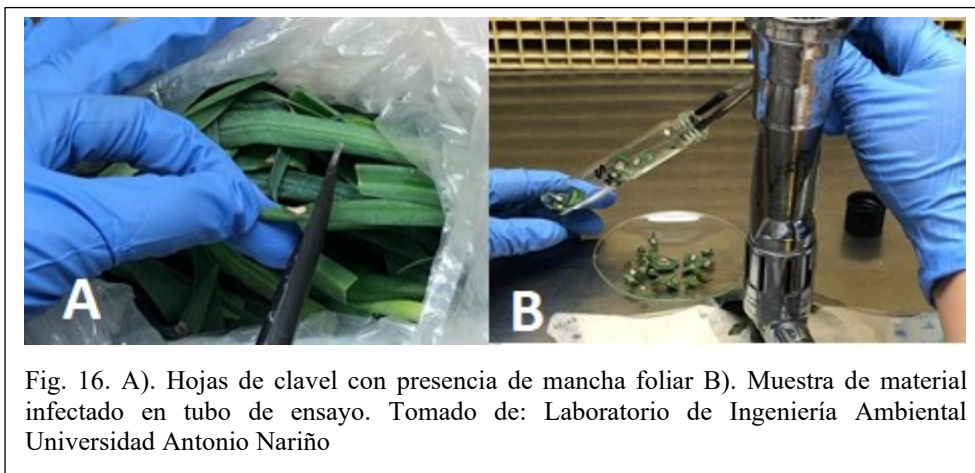 A
B
Fig. 16. A). Hojas de clavel con presencia de mancha foliar B). Muestra de material
infectado en tubo de ensayo. Tomado de: Laboratorio de Ingeniería Ambiental
Universidad Antonio Nariño